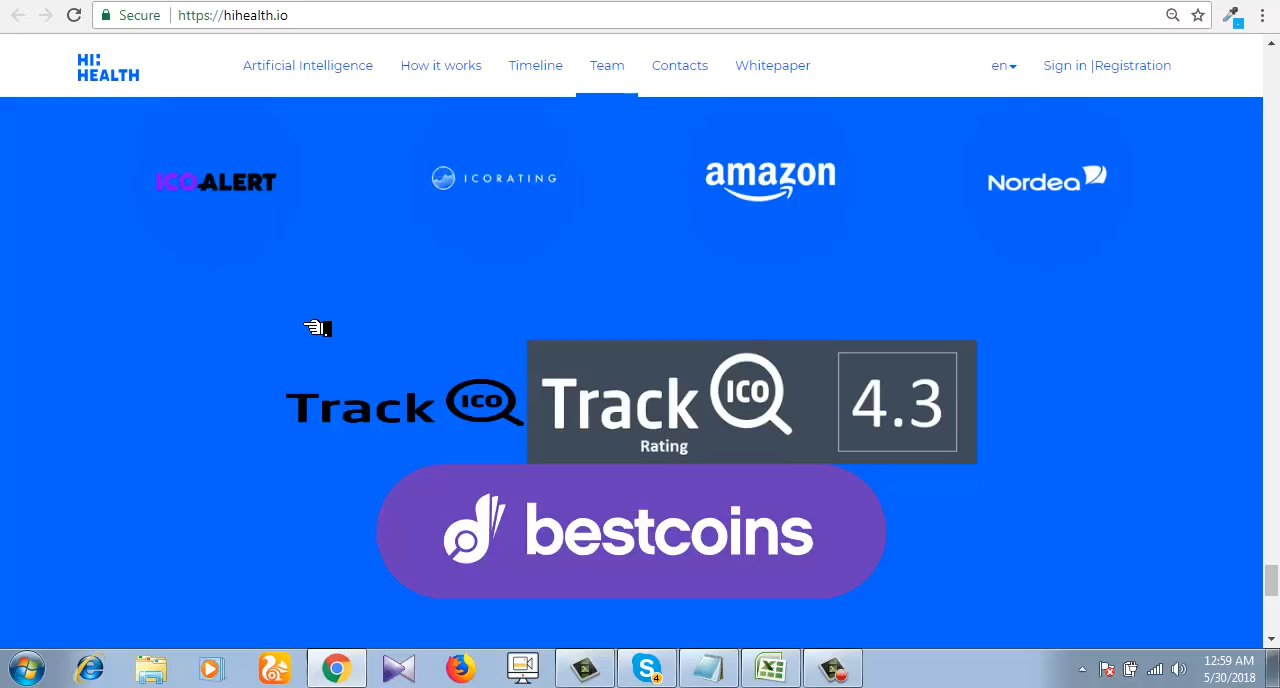 Secure https://hihealth.io
HI:
HEALTH
Artificial Intelligence How it works Timeline Team Contacts Whitepaper en Sign in |Registration
ICOALERT ICORATING amazon Nordea
Track ICO
Track ICO
Rating
4.3
bestcoins
4
12:59 AM
5/30/2018